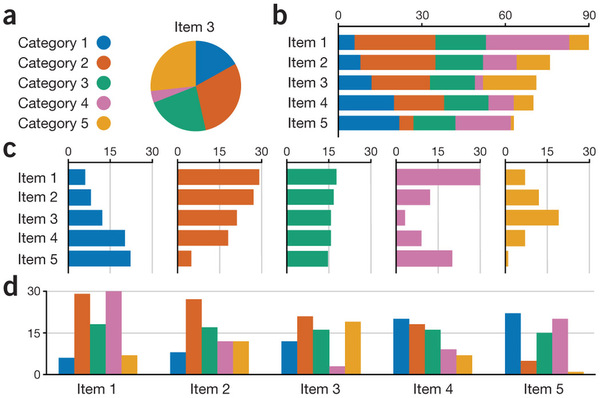 a
Item 3
Category 1
Category 2
Category 3
Category 4
Category 5
b
0 30 60 90
Item 1
Item 2
Item 3
Item 4
Item 5
c
0 15 30 0 15 30 0 15 30 0 15 30 0 15 30
Item 1
Item 2
Item 3
Item 4
Item 5
d
30
15
0
Item 1 Item 2 Item 3 Item 4 Item 5